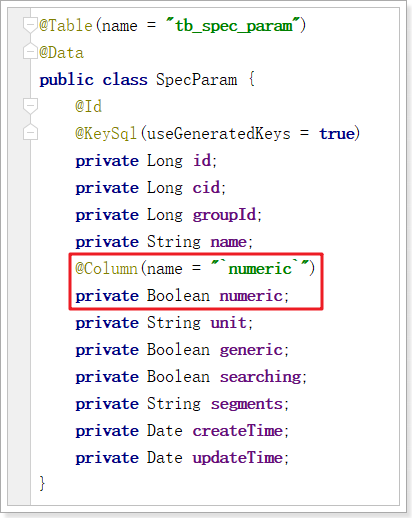 @Table(name = "tb_spec_param")
@Data
public class SpecParam {
    @Id
    @KeySql(useGeneratedKeys = true)
    private Long id;
    private Long cid;
    private Long groupId;
    private String name;
    @Column(name = "`numeric`")
    private Boolean numeric;
    private String unit;
    private Boolean generic;
    private Boolean searching;
    private String segments;
    private Date createTime;
    private Date updateTime;
}